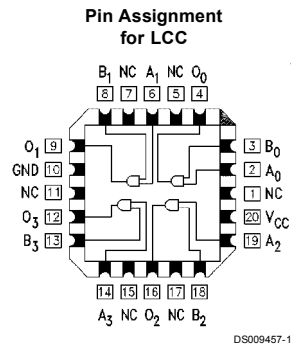 Pin Assignment
for LCC
B₁ NC A₁ NC O₀
8 7 6 5 4
O₁ 9 3 B₀
GND 10 2 A₀
NC 11 1 NC
O₃ 12 20 V_CC
B₃ 13 19 A₂
14 15 16 17 18
A₃ NC O₂ NC B₂
DS009457-1